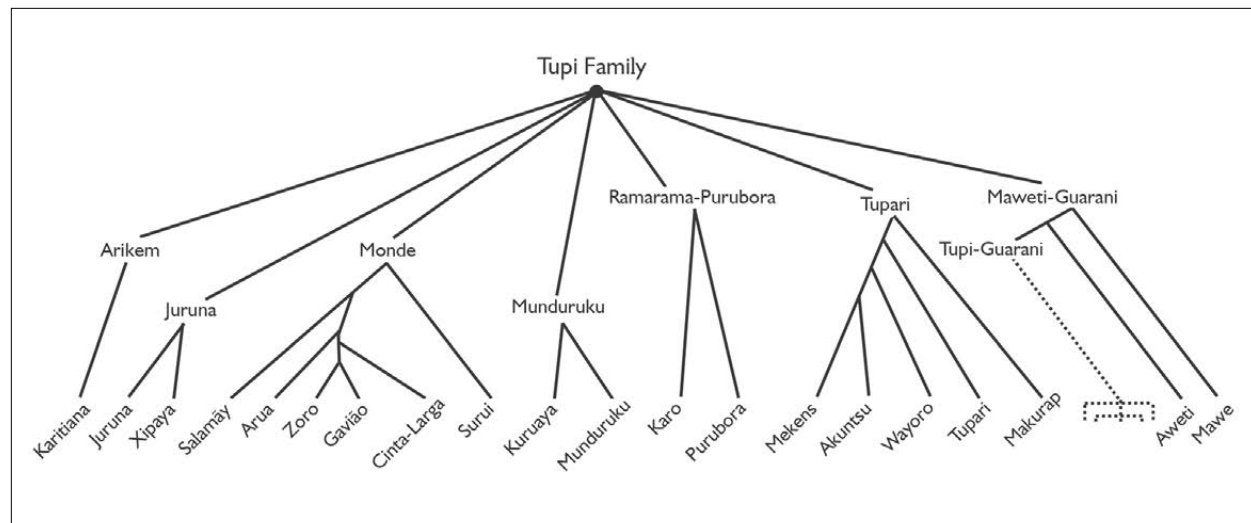 Tupi Family
Ramarama-Purubora
Tupari
Maweti-Guarani
Arikem
Monde
Tupi-Guarani
Juruna
Munduruku
Karitiana
Juruna
Xipaya
Salamãy
Arua
Zoro
Gavião
Cinta-Larga
Surui
Kuruaya
Munduruku
Karo
Purubora
Mekens
Akuntsu
Wayoro
Tupari
Makurap
Aweti
Mawe